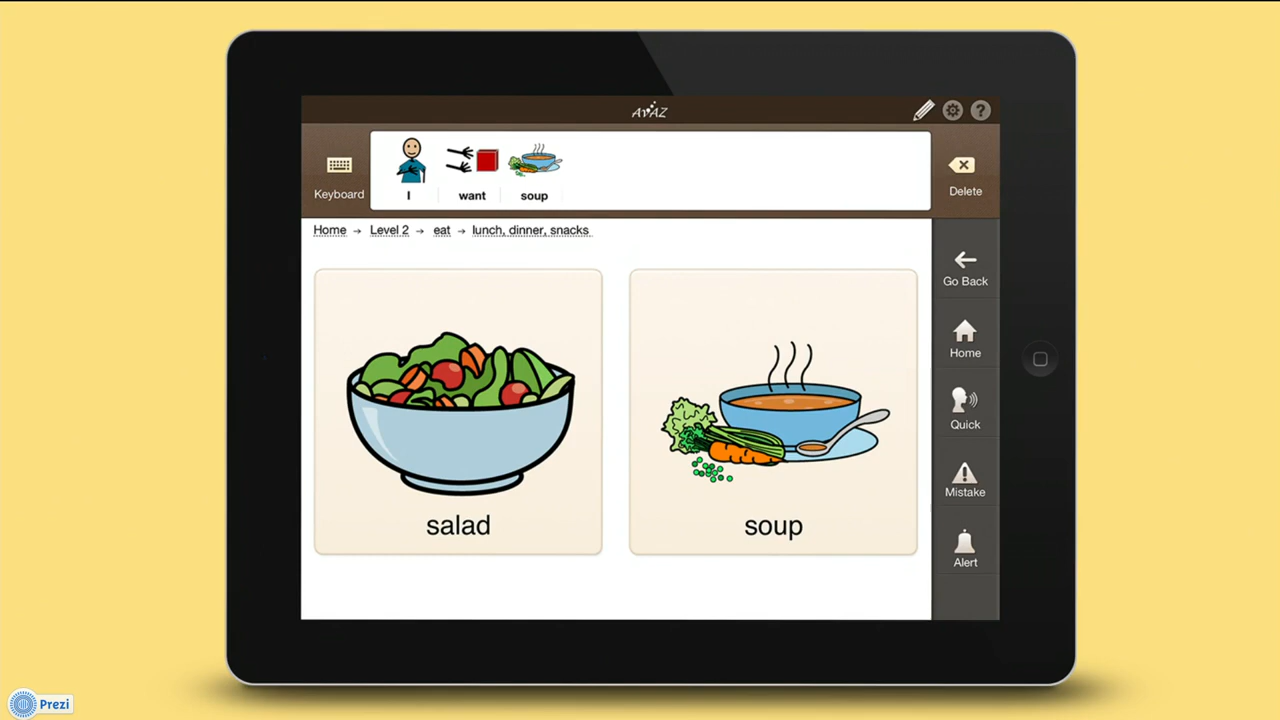 AVAZ
Keyboard
I want soup
Delete
Home → Level 2 → eat → lunch, dinner, snacks
Go Back
Home
Quick
Mistake
Alert
salad
soup
Prezi